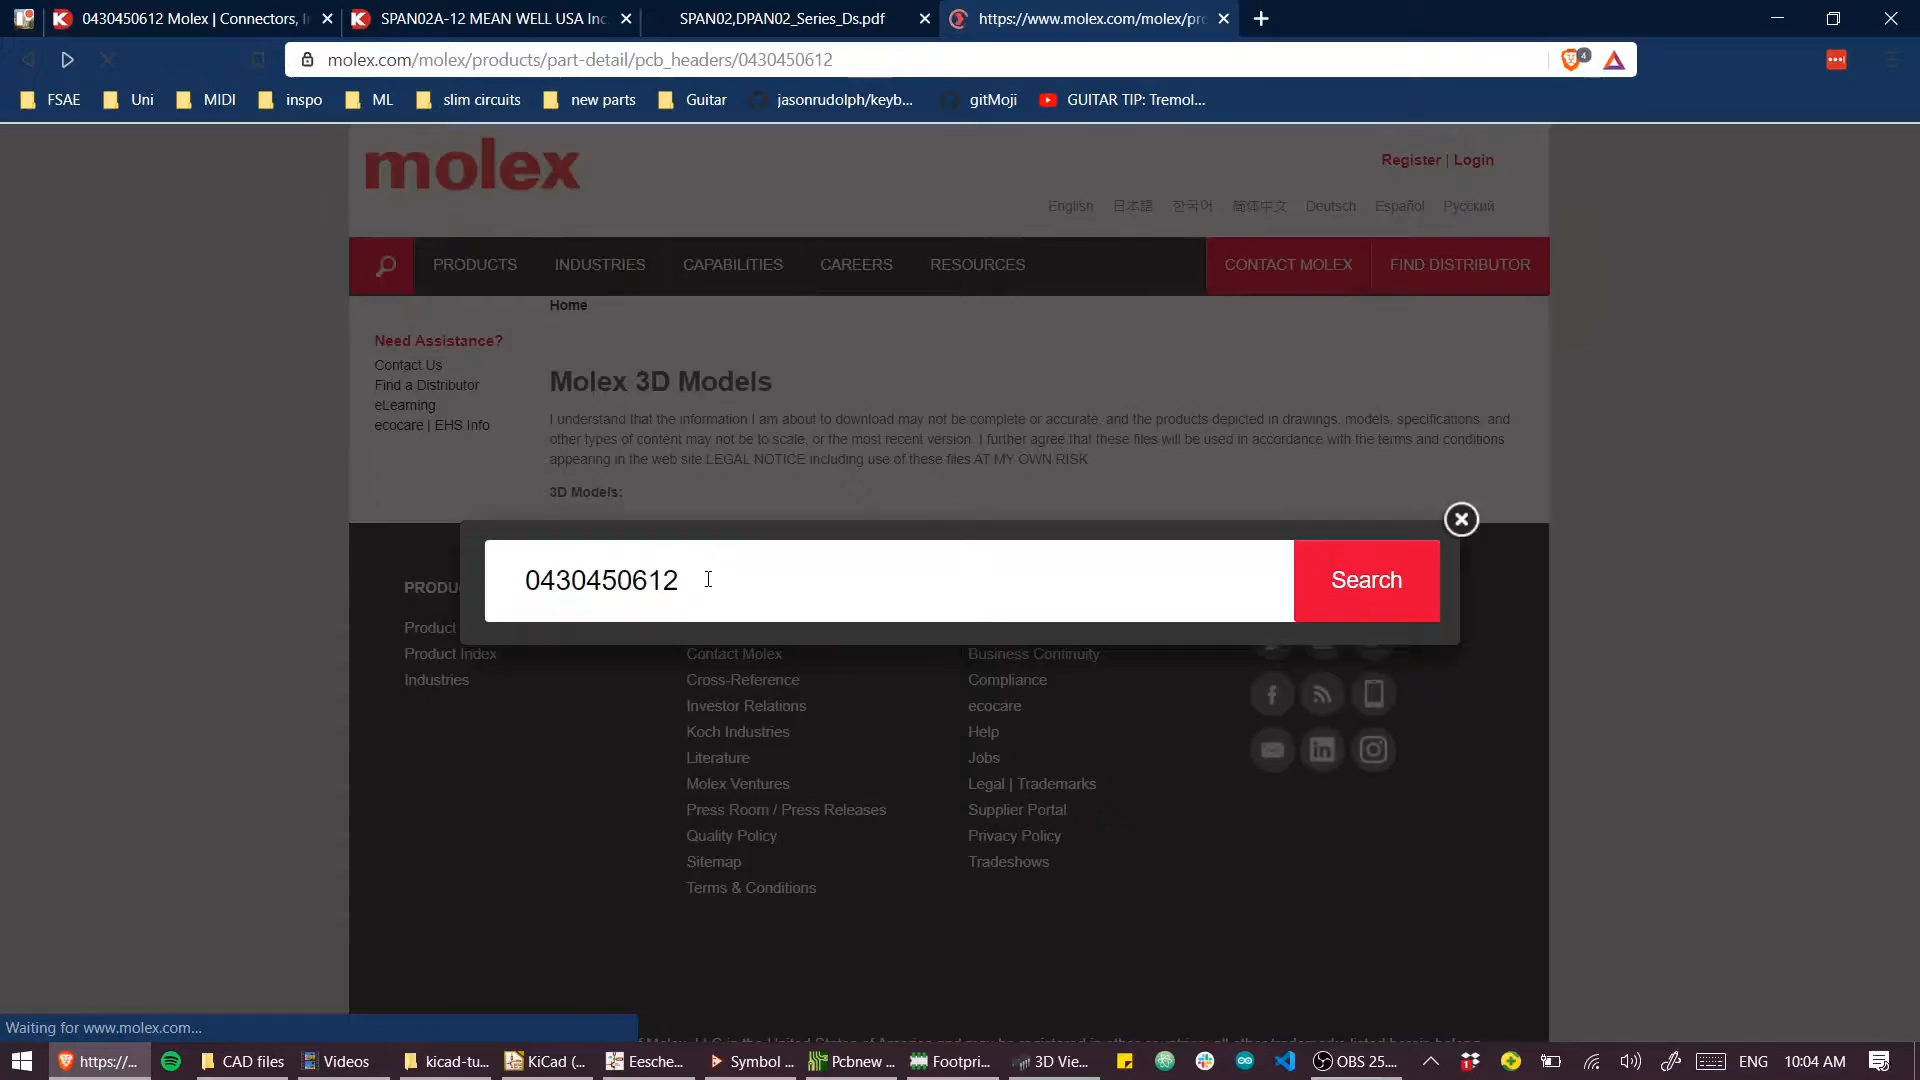 0430450612 Molex | Connectors, I
SPAN02A-12 MEAN WELL USA Inc
SPAN02,DPAN02_Series_Ds.pdf
https://www.molex.com/molex/pr
molex.com/molex/products/part-detail/pcb_headers/0430450612
4
FSAE
Uni
MIDI
inspo
ML
slim circuits
new parts
Guitar
jasonrudolph/keyb...
gitMoji
GUITAR TIP: Tremol...
molex
Register | Login
English 日本語 한국어 简体中文 Deutsch Español Русский
PRODUCTS INDUSTRIES CAPABILITIES CAREERS RESOURCES CONTACT MOLEX FIND DISTRIBUTOR
Home
Need Assistance?
Contact Us
Find a Distributor
eLearning
ecocare | EHS Info
Molex 3D Models
I understand that the information I am about to download may not be complete or accurate, and the products depicted in drawings, models, specifications, and
other types of content may not be to scale, or the most recent version. I further agree that these files will be used in accordance with the terms and conditions
appearing in the web site LEGAL NOTICE including use of these files AT MY OWN RISK
3D Models:
0430450612
Search
PRODU
Product
Product Index
Industries
Contact Molex
Cross-Reference
Investor Relations
Koch Industries
Literature
Molex Ventures
Press Room / Press Releases
Quality Policy
Sitemap
Terms & Conditions
Business Continuity
Compliance
ecocare
Help
Jobs
Legal | Trademarks
Supplier Portal
Privacy Policy
Tradeshows
Waiting for www.molex.com...
https://...
CAD files
Videos
kicad-tu...
KiCad (...
Eesche...
Symbol ...
Pcbnew ...
Footpri...
3D Vie...
OBS 25....
ENG
10:04 AM